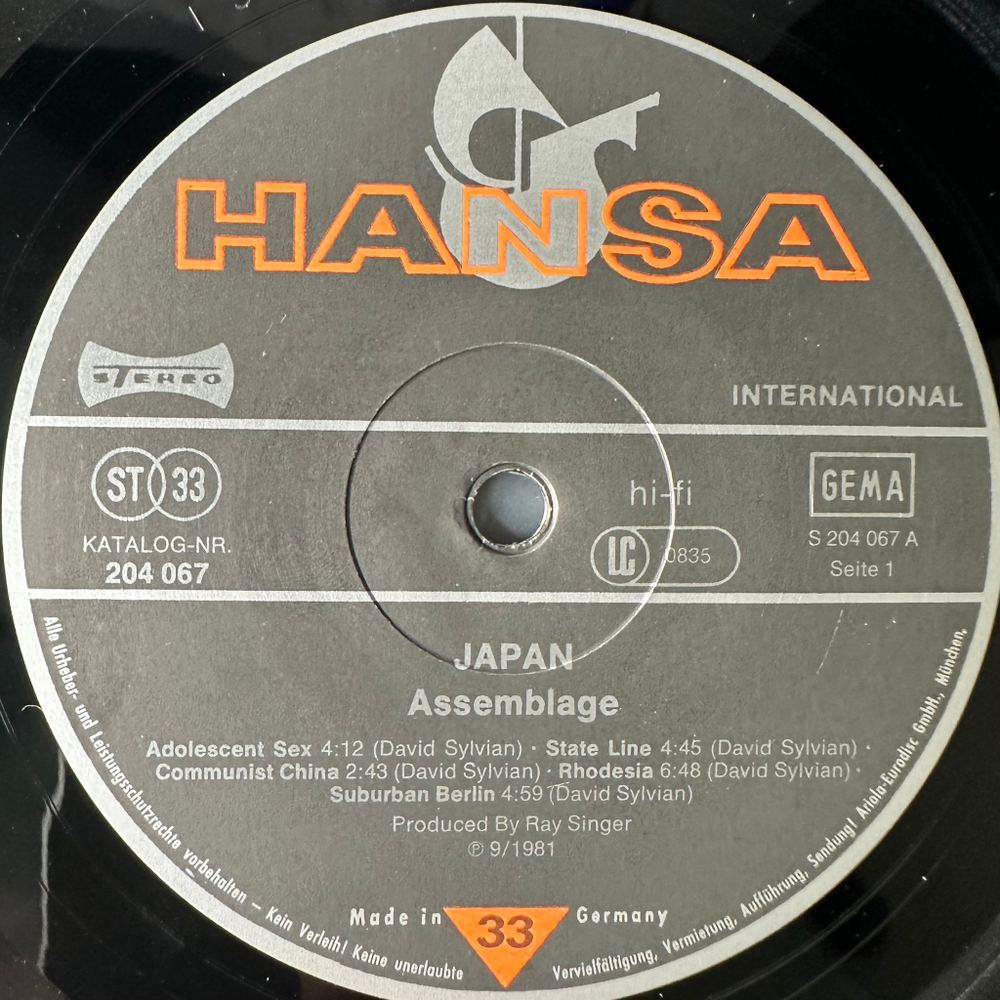 HANSA
STEREO
INTERNATIONAL
ST 33
KATALOG-NR.
204 067
hi-fi
LC 0835
GEMA
S 204 067 A
Seite 1
JAPAN
Assemblage
Adolescent Sex 4:12 (David Sylvian) · State Line 4:45 (David Sylvian) ·
Communist China 2:43 (David Sylvian) · Rhodesia 6:48 (David Sylvian) ·
Suburban Berlin 4:59 (David Sylvian)
Produced By Ray Singer
℗ 9/1981
Made in 33 Germany
Alle Urheber- und Leistungsschutzrechte vorbehalten – Kein Verleih! Keine unerlaubte Vervielfältigung, Vermietung, Aufführung, Sendung! Ariola-Eurodisc GmbH., München.